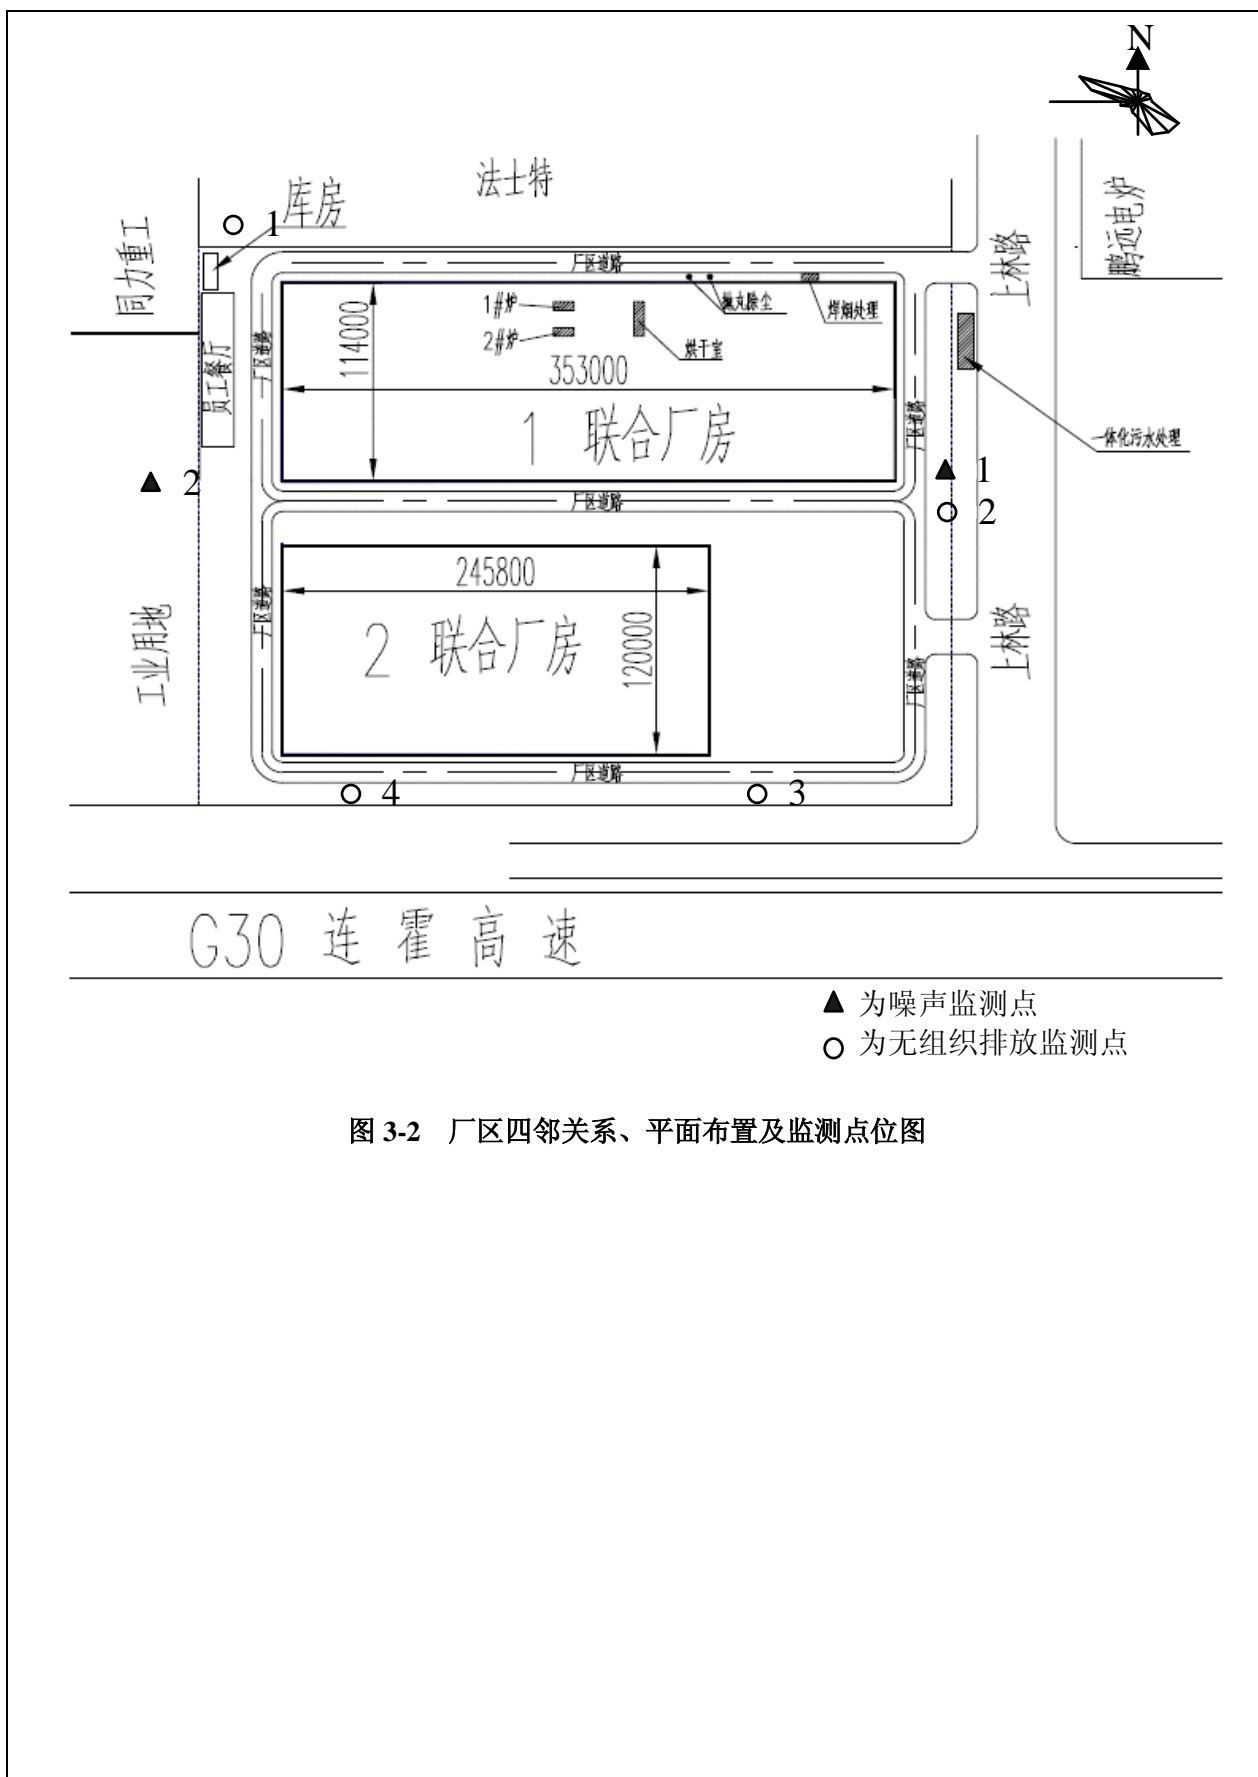 N
法士特
库房
1
同力重工
鹏远电炉
上林路
厂区道路
抛丸除尘
焊烟处理
1#炉
2#炉
烘干室
114000
353000
厂区道路
员工餐厅
1 联合厂房
厂区道路
一体化污水处理
2
1
2
厂区道路
245800
2 联合厂房
120000
厂区道路
工业用地
上林路
厂区道路
厂区道路
4
3
G30 连霍高速
▲ 为噪声监测点
○ 为无组织排放监测点
图 3-2 厂区四邻关系、平面布置及监测点位图